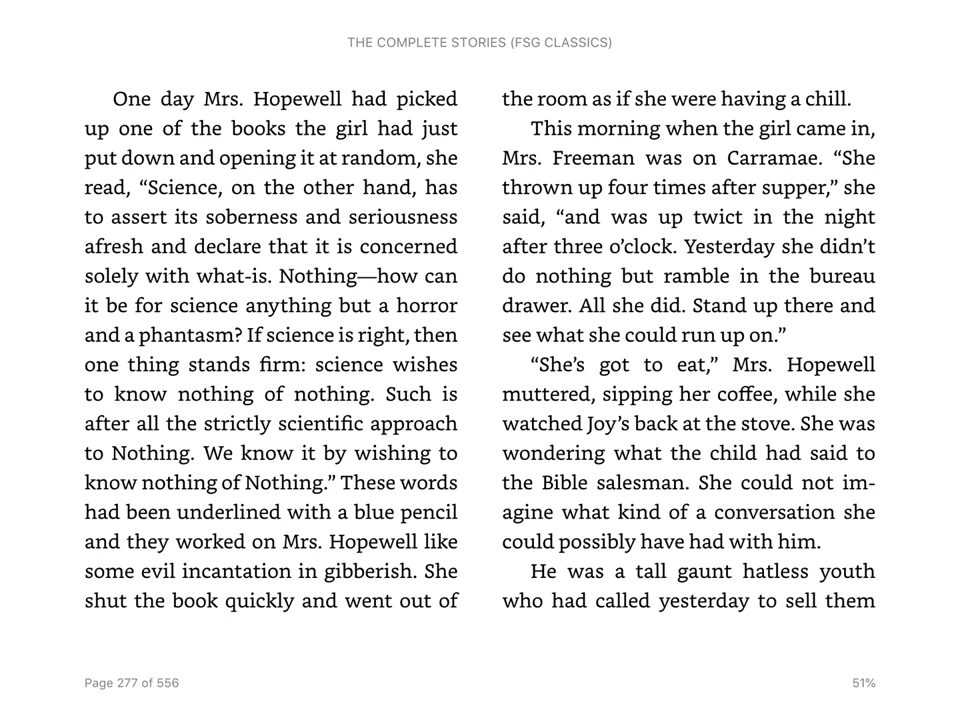 THE COMPLETE STORIES (FSG CLASSICS)
One day Mrs. Hopewell had picked
up one of the books the girl had just
put down and opening it at random, she
read, “Science, on the other hand, has
to assert its soberness and seriousness
afresh and declare that it is concerned
solely with what-is. Nothing—how can
it be for science anything but a horror
and a phantasm? If science is right, then
one thing stands firm: science wishes
to know nothing of nothing. Such is
after all the strictly scientific approach
to Nothing. We know it by wishing to
know nothing of Nothing.” These words
had been underlined with a blue pencil
and they worked on Mrs. Hopewell like
some evil incantation in gibberish. She
shut the book quickly and went out of
the room as if she were having a chill.
This morning when the girl came in,
Mrs. Freeman was on Carramae. “She
thrown up four times after supper,” she
said, “and was up twict in the night
after three o’clock. Yesterday she didn’t
do nothing but ramble in the bureau
drawer. All she did. Stand up there and
see what she could run up on.”
“She’s got to eat,” Mrs. Hopewell
muttered, sipping her coffee, while she
watched Joy’s back at the stove. She was
wondering what the child had said to
the Bible salesman. She could not im-
agine what kind of a conversation she
could possibly have had with him.
He was a tall gaunt hatless youth
who had called yesterday to sell them
Page 277 of 556
51%